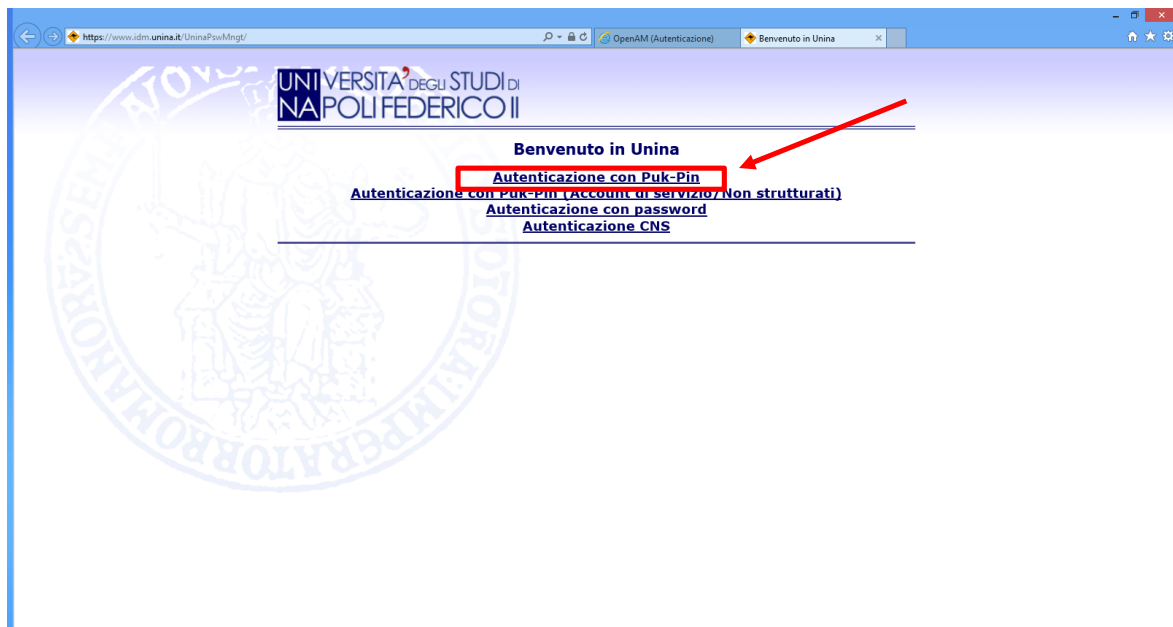 https://www.idm.unina.it/UninaPswMngt/
OpenAM (Autenticazione)
Benvenuto in Unina
UNIVERSITA' DEGLI STUDI DI
NAPOLI FEDERICO II
Benvenuto in Unina
Autenticazione con Puk-Pin
Autenticazione con Puk-Pin (Account di servizio/Non strutturati)
Autenticazione con password
Autenticazione CNS